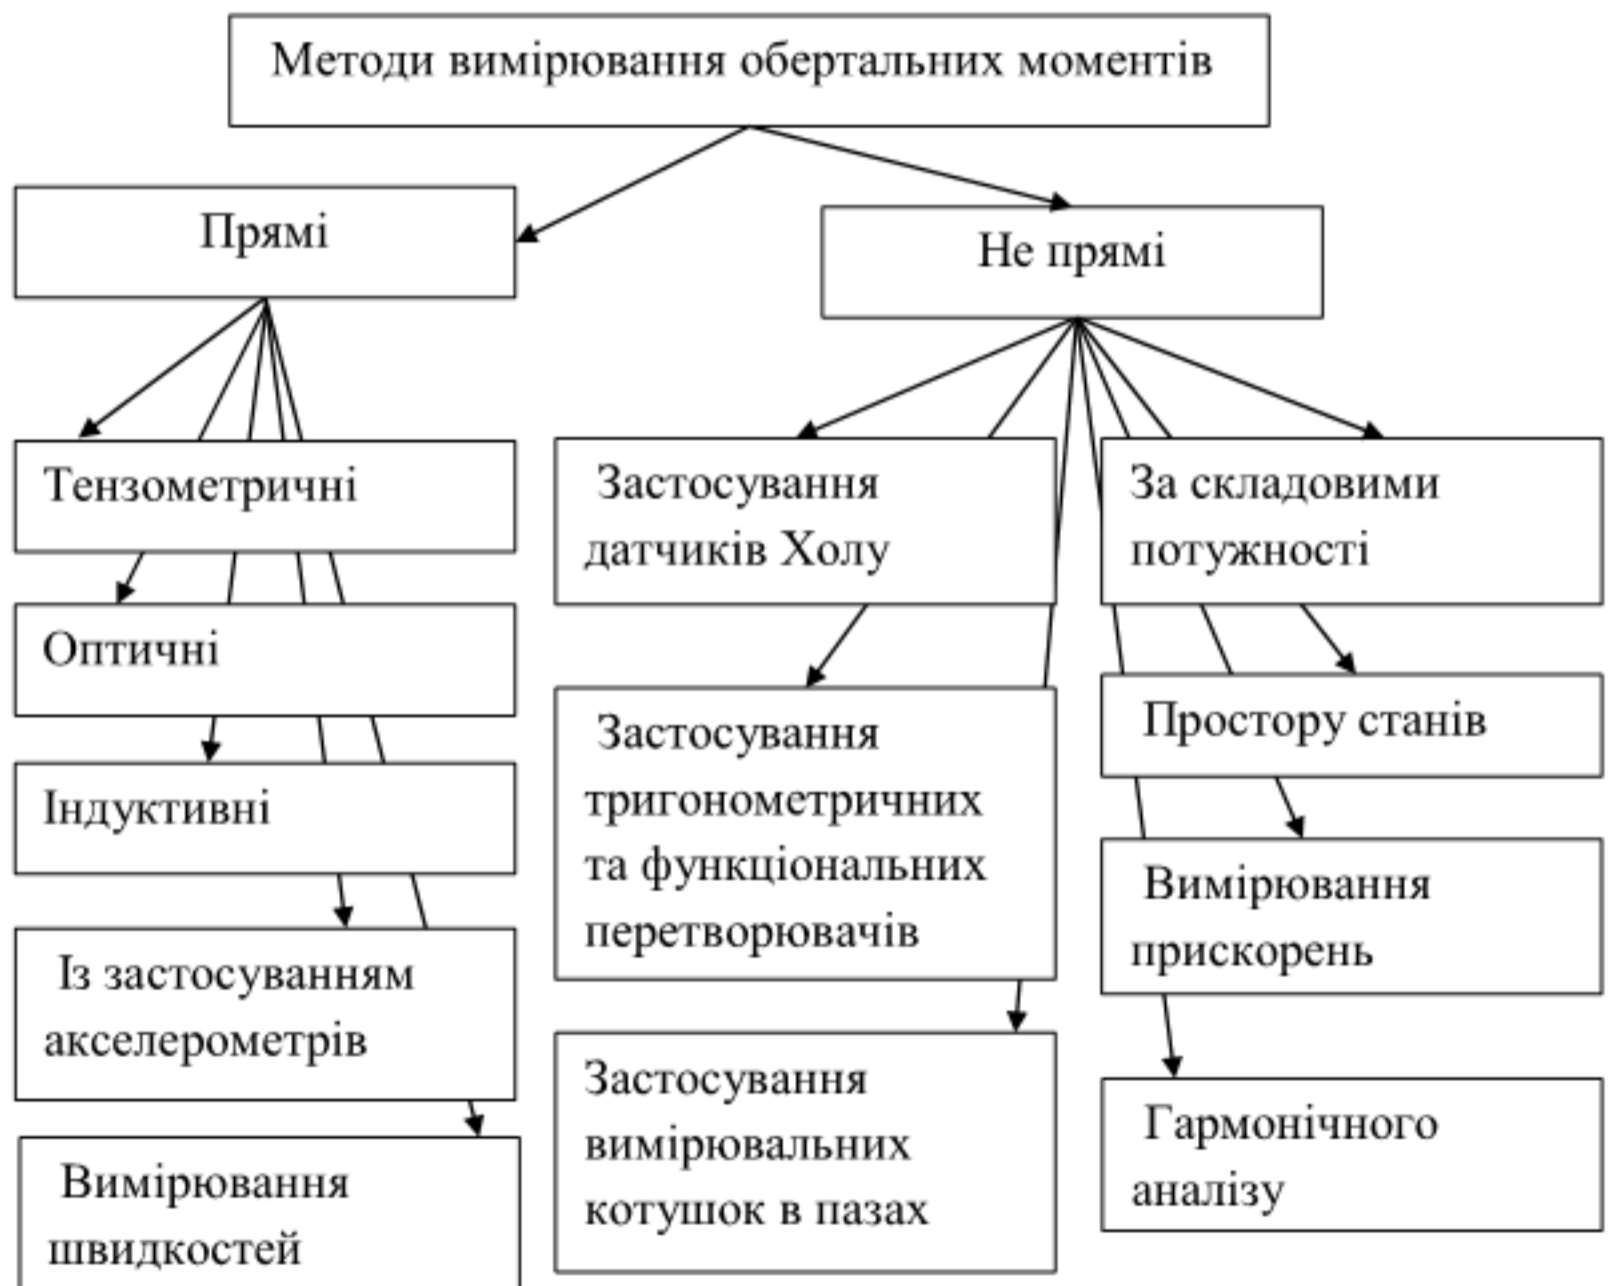 Методи вимірювання обертальних моментів
Прямі
Не прямі
Тензометричні
Оптичні
Індуктивні
Із застосуванням
акселерометрів
Вимірювання
швидкостей
Застосування
датчиків Холу
Застосування
тригонометричних
та функціональних
перетворювачів
Застосування
вимірювальних
котушок в пазах
За складовими
потужності
Простору станів
Вимірювання
прискорень
Гармонічного
аналізу